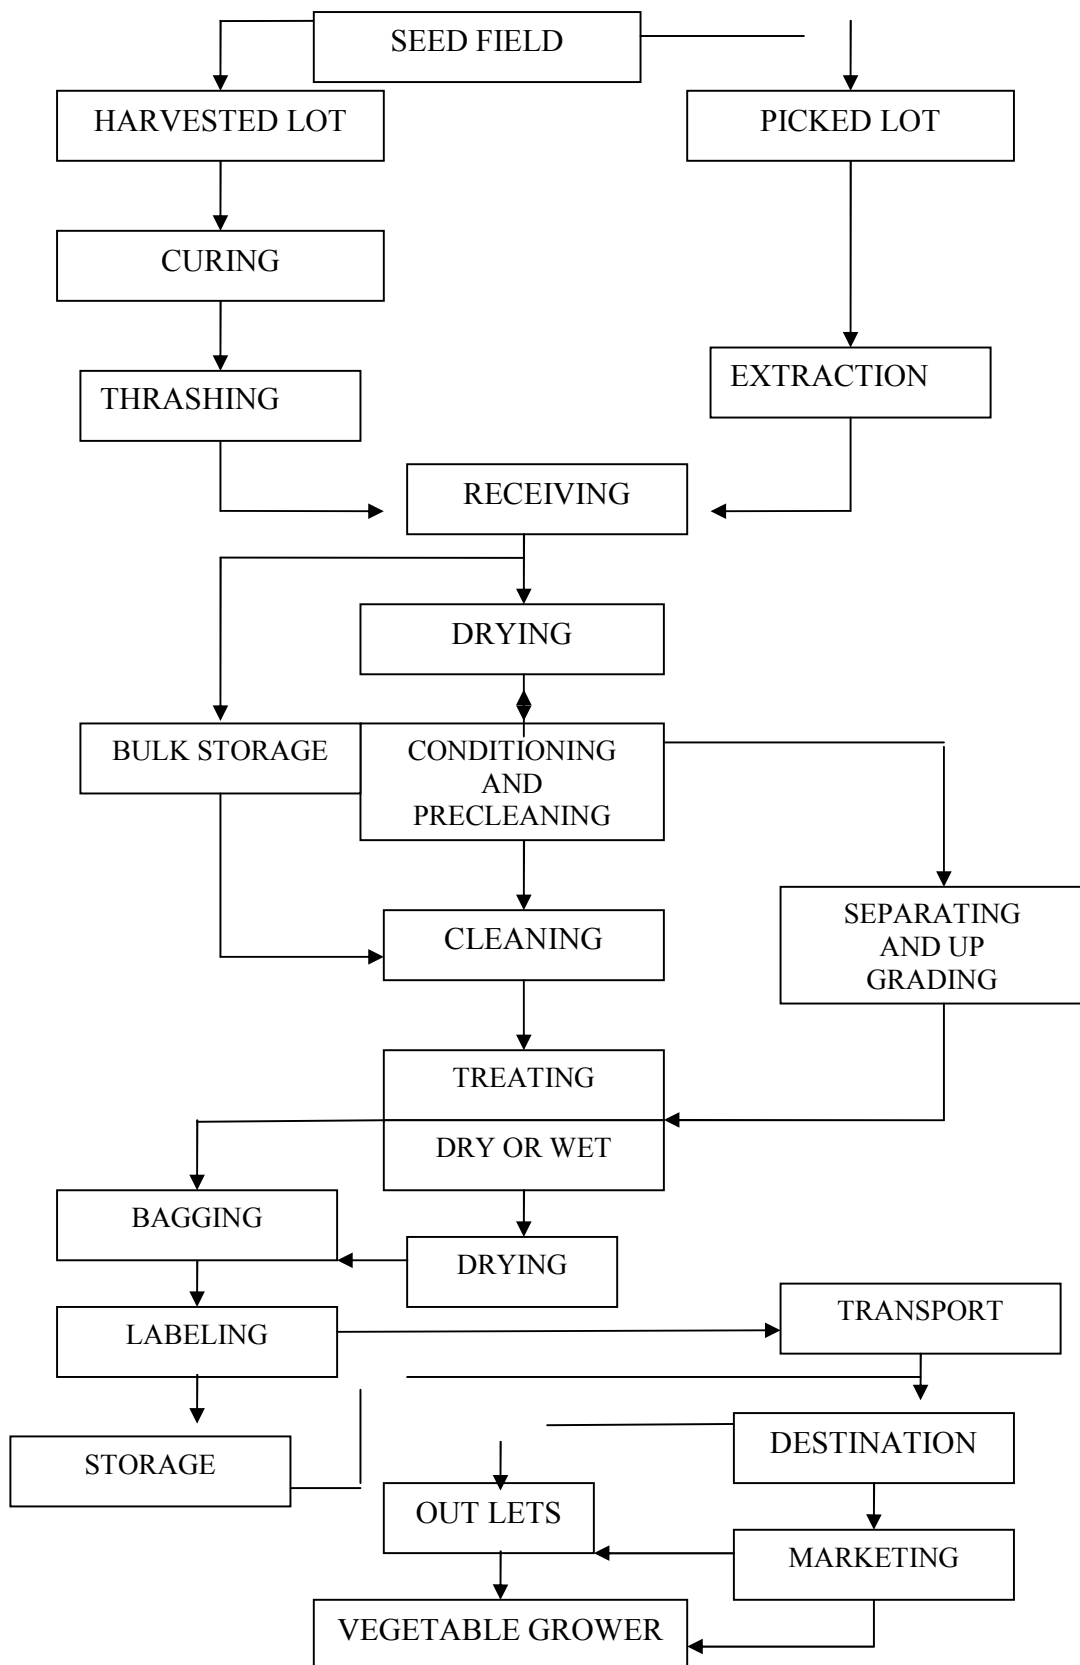 SEED FIELD
HARVESTED LOT
PICKED LOT
CURING
EXTRACTION
THRASHING
RECEIVING
DRYING
BULK STORAGE
CONDITIONING
AND
PRECLEANING
SEPARATING
AND UP
GRADING
CLEANING
TREATING
DRY OR WET
BAGGING
DRYING
TRANSPORT
LABELING
DESTINATION
STORAGE
OUT LETS
MARKETING
VEGETABLE GROWER